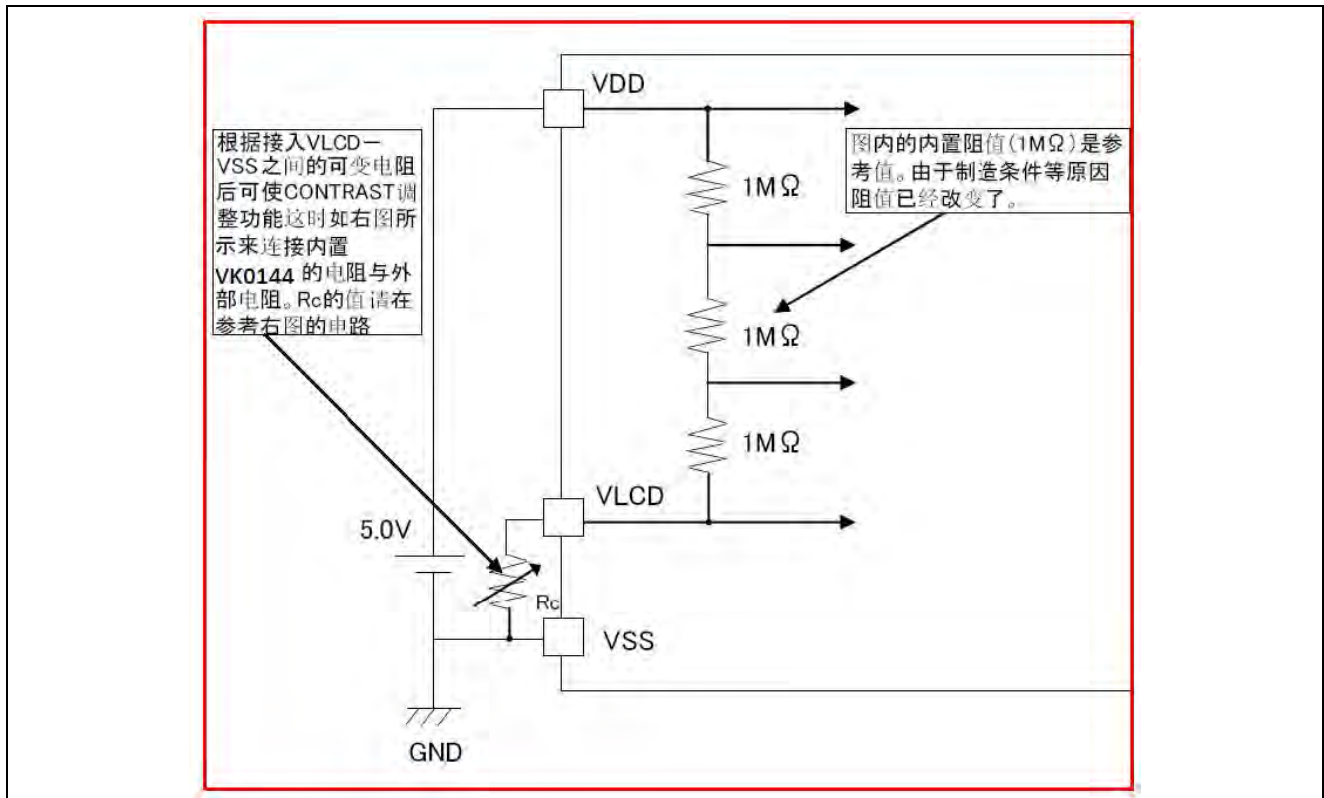 VDD
根据接入VLCD－
VSS之间的可变电阻
后可使CONTRAST调
整功能这时如右图所
示来连接内置
VK0144 的电阻与外
部电阻。Rc的值请在
参考右图的电路
图内的内置阻值(1MΩ)是参
考值。由于制造条件等原因
阻值已经改变了。
1MΩ
1MΩ
1MΩ
VLCD
5.0V
Rc
VSS
GND